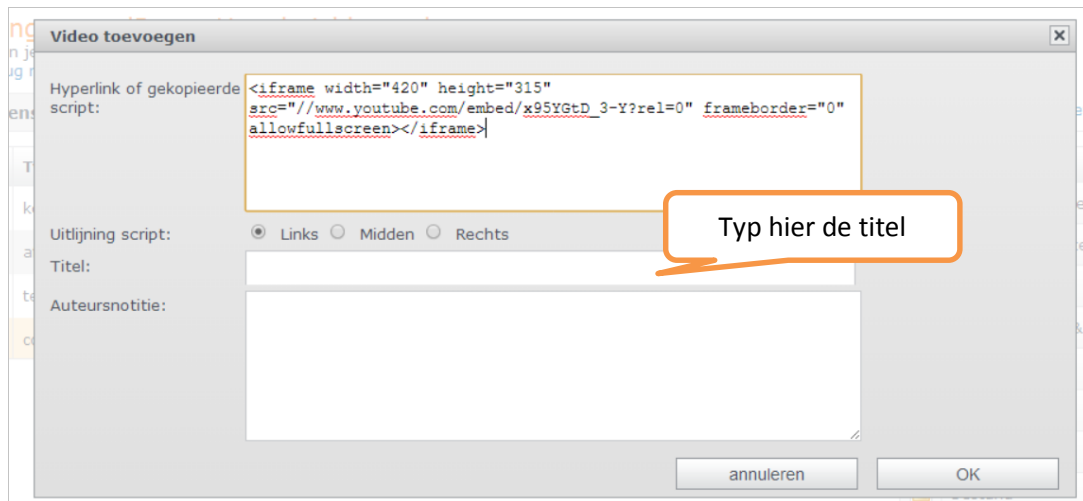 Video toevoegen
Hyperlink of gekopieerde script:
<iframe width="420" height="315"
src="//www.youtube.com/embed/x95YGtD_3-Y?rel=0" frameborder="0"
allowfullscreen></iframe>
Typ hier de titel
Uitlijning script: Links Midden Rechts
Titel:
Auteursnotitie:
annuleren OK